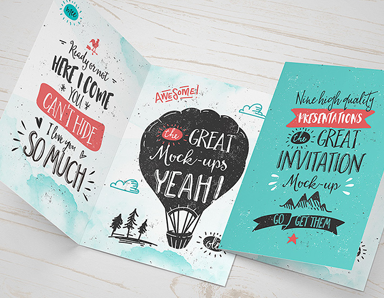 Ready or not
HERE I COME
YOU
CAN'T HIDE
I love you
SO MUCH
AWESOME!
the GREAT
Mock-ups
YEAH!
Nine high quality
PRESENTATIONS
the GREAT
INVITATION
Mock-up
GO GET THEM